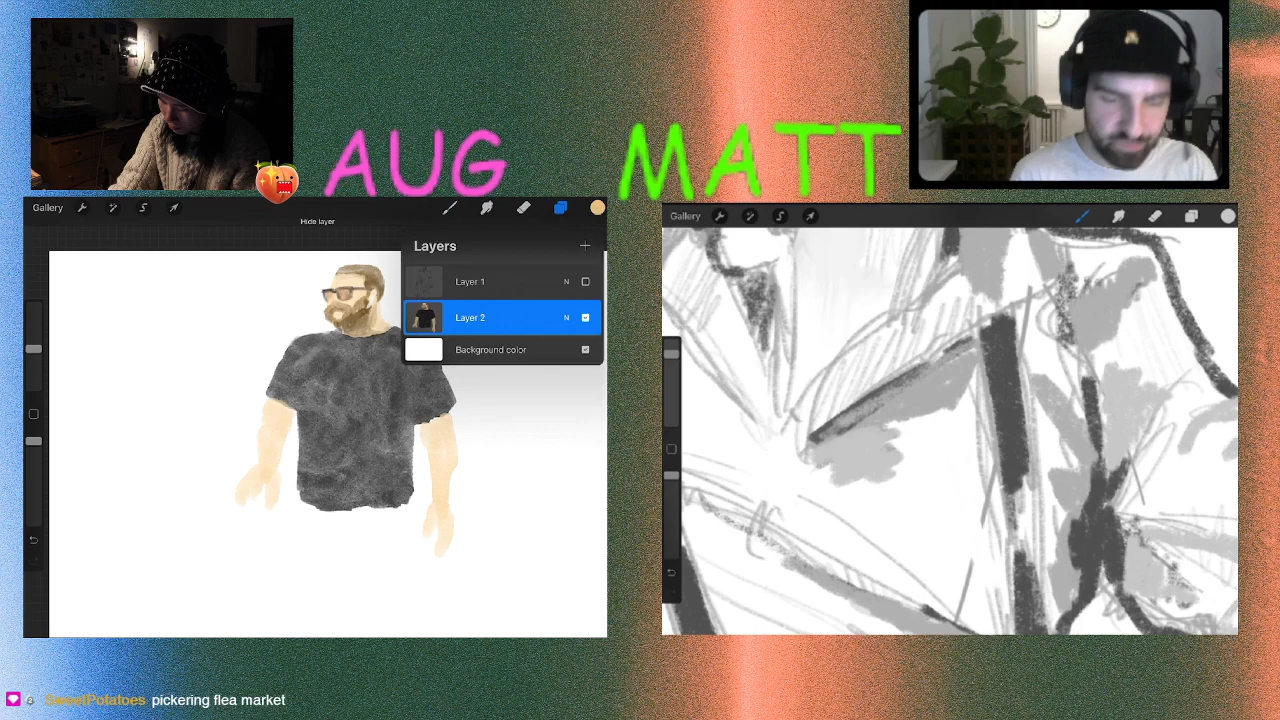 AUG
MATT
Gallery
Hide layer
Layers
Layer 1
N
Layer 2
N
Background color
Gallery
SweetPotatoes pickering flea market